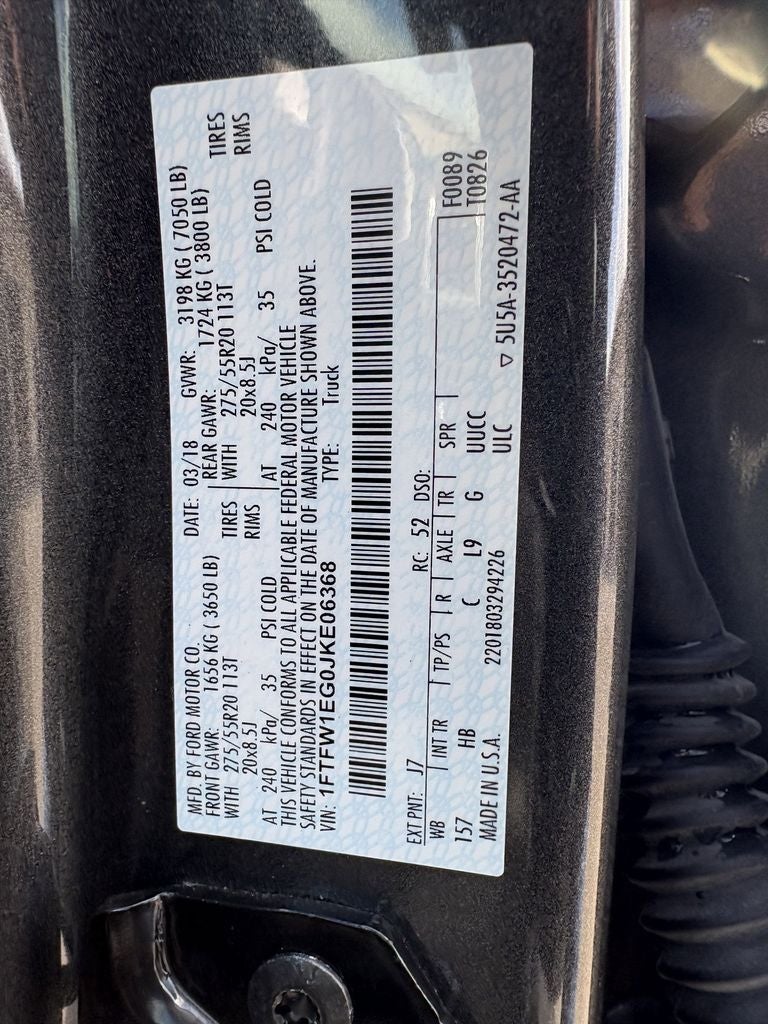 MFD. BY FORD MOTOR CO. DATE: 03/18 GVWR: 3198 KG ( 7050 LB)
FRONT GAWR: 1656 KG ( 3650 LB) REAR GAWR: 1724 KG ( 3800 LB)
WITH 275/55R20 113T TIRES WITH 275/55R20 113T TIRES
20x8.5J RIMS 20x8.5J RIMS
AT 240 kPa/ 35 PSI COLD AT 240 kPa/ 35 PSI COLD
THIS VEHICLE CONFORMS TO ALL APPLICABLE FEDERAL MOTOR VEHICLE
SAFETY STANDARDS IN EFFECT ON THE DATE OF MANUFACTURE SHOWN ABOVE.
VIN: 1FTFW1EG0JKE06368 TYPE: Truck
EXT PNT: J7 RC: 52 DSO: F0089
WB INT TR TP/PS R AXLE TR SPR T0826
157 HB C L9 G UUCC
MADE IN U.S.A. 2201803294226 ULC ▽ 5U5A-3520472-AA